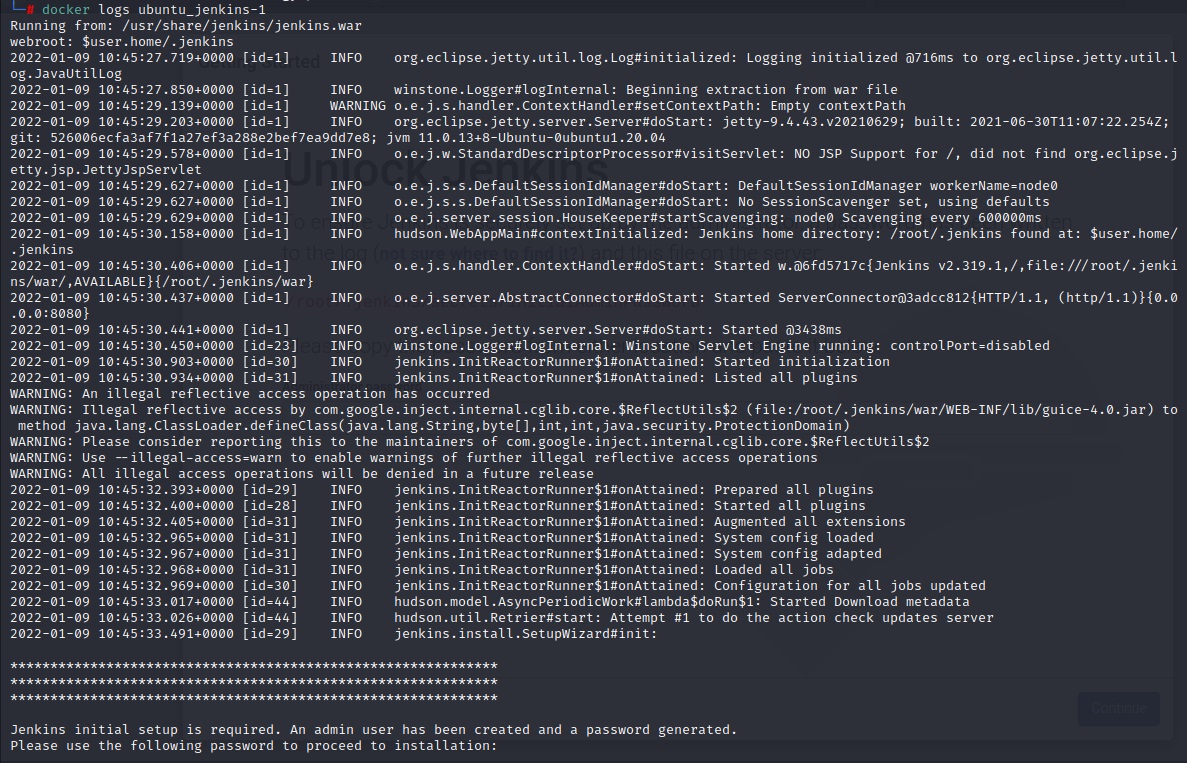 └─# docker logs ubuntu_jenkins-1
Running from: /usr/share/jenkins/jenkins.war
webroot: $user.home/.jenkins
2022-01-09 10:45:27.719+0000 [id=1]     INFO    org.eclipse.jetty.util.log.Log#initialized: Logging initialized @716ms to org.eclipse.jetty.util.l
og.JavaUtilLog
2022-01-09 10:45:27.850+0000 [id=1]     INFO    winstone.Logger#logInternal: Beginning extraction from war file
2022-01-09 10:45:29.139+0000 [id=1]     WARNING o.e.j.s.handler.ContextHandler#setContextPath: Empty contextPath
2022-01-09 10:45:29.203+0000 [id=1]     INFO    org.eclipse.jetty.server.Server#doStart: jetty-9.4.43.v20210629; built: 2021-06-30T11:07:22.254Z;
git: 526006ecfa3af7f1a27ef3a288e2bef7ea9dd7e8; jvm 11.0.13+8-Ubuntu-0ubuntu1.20.04
2022-01-09 10:45:29.578+0000 [id=1]     INFO    o.e.j.w.StandardDescriptorProcessor#visitServlet: NO JSP Support for /, did not find org.eclipse.j
etty.jsp.JettyJspServlet
2022-01-09 10:45:29.627+0000 [id=1]     INFO    o.e.j.s.s.DefaultSessionIdManager#doStart: DefaultSessionIdManager workerName=node0
2022-01-09 10:45:29.627+0000 [id=1]     INFO    o.e.j.s.s.DefaultSessionIdManager#doStart: No SessionScavenger set, using defaults
2022-01-09 10:45:29.629+0000 [id=1]     INFO    o.e.j.server.session.HouseKeeper#startScavenging: node0 Scavenging every 600000ms
2022-01-09 10:45:30.158+0000 [id=1]     INFO    hudson.WebAppMain#contextInitialized: Jenkins home directory: /root/.jenkins found at: $user.home/
.jenkins
2022-01-09 10:45:30.406+0000 [id=1]     INFO    o.e.j.s.handler.ContextHandler#doStart: Started w.@6fd5717c{Jenkins v2.319.1,/,file:///root/.jenki
ns/war/,AVAILABLE}{/root/.jenkins/war}
2022-01-09 10:45:30.437+0000 [id=1]     INFO    o.e.j.server.AbstractConnector#doStart: Started ServerConnector@3adcc812{HTTP/1.1, (http/1.1)}{0.0
.0.0:8080}
2022-01-09 10:45:30.441+0000 [id=1]     INFO    org.eclipse.jetty.server.Server#doStart: Started @3438ms
2022-01-09 10:45:30.450+0000 [id=23]    INFO    winstone.Logger#logInternal: Winstone Servlet Engine running: controlPort=disabled
2022-01-09 10:45:30.903+0000 [id=30]    INFO    jenkins.InitReactorRunner$1#onAttained: Started initialization
2022-01-09 10:45:30.934+0000 [id=31]    INFO    jenkins.InitReactorRunner$1#onAttained: Listed all plugins
WARNING: An illegal reflective access operation has occurred
WARNING: Illegal reflective access by com.google.inject.internal.cglib.core.$ReflectUtils$2 (file:/root/.jenkins/war/WEB-INF/lib/guice-4.0.jar) to
 method java.lang.ClassLoader.defineClass(java.lang.String,byte[],int,int,java.security.ProtectionDomain)
WARNING: Please consider reporting this to the maintainers of com.google.inject.internal.cglib.core.$ReflectUtils$2
WARNING: Use --illegal-access=warn to enable warnings of further illegal reflective access operations
WARNING: All illegal access operations will be denied in a future release
2022-01-09 10:45:32.393+0000 [id=29]    INFO    jenkins.InitReactorRunner$1#onAttained: Prepared all plugins
2022-01-09 10:45:32.400+0000 [id=28]    INFO    jenkins.InitReactorRunner$1#onAttained: Started all plugins
2022-01-09 10:45:32.405+0000 [id=31]    INFO    jenkins.InitReactorRunner$1#onAttained: Augmented all extensions
2022-01-09 10:45:32.965+0000 [id=31]    INFO    jenkins.InitReactorRunner$1#onAttained: System config loaded
2022-01-09 10:45:32.967+0000 [id=31]    INFO    jenkins.InitReactorRunner$1#onAttained: System config adapted
2022-01-09 10:45:32.968+0000 [id=31]    INFO    jenkins.InitReactorRunner$1#onAttained: Loaded all jobs
2022-01-09 10:45:32.969+0000 [id=30]    INFO    jenkins.InitReactorRunner$1#onAttained: Configuration for all jobs updated
2022-01-09 10:45:33.017+0000 [id=44]    INFO    hudson.model.AsyncPeriodicWork#lambda$doRun$1: Started Download metadata
2022-01-09 10:45:33.026+0000 [id=44]    INFO    hudson.util.Retrier#start: Attempt #1 to do the action check updates server
2022-01-09 10:45:33.491+0000 [id=29]    INFO    jenkins.install.SetupWizard#init:
*************************************************************
*************************************************************
*************************************************************
Jenkins initial setup is required. An admin user has been created and a password generated.
Please use the following password to proceed to installation:
Unlock Jenkins
to the log (not sure where to find it?) and this file on the server:
Continue